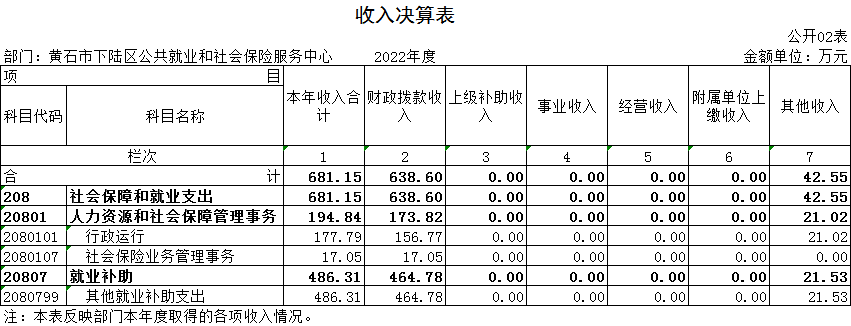 收入决算表
公开02表
部门：黄石市下陆区公共就业和社会保险服务中心 2022年度 金额单位：万元
项 目 本年收入合计 财政拨款收入 上级补助收入 事业收入 经营收入 附属单位上缴收入 其他收入
科目代码 科目名称
栏次 1 2 3 4 5 6 7
合 计 681.15 638.60 0.00 0.00 0.00 0.00 42.55
208 社会保障和就业支出 681.15 638.60 0.00 0.00 0.00 0.00 42.55
20801 人力资源和社会保障管理事务 194.84 173.82 0.00 0.00 0.00 0.00 21.02
2080101 行政运行 177.79 156.77 0.00 0.00 0.00 0.00 21.02
2080107 社会保险业务管理事务 17.05 17.05 0.00 0.00 0.00 0.00 0.00
20807 就业补助 486.31 464.78 0.00 0.00 0.00 0.00 21.53
2080799 其他就业补助支出 486.31 464.78 0.00 0.00 0.00 0.00 21.53
注：本表反映部门本年度取得的各项收入情况。